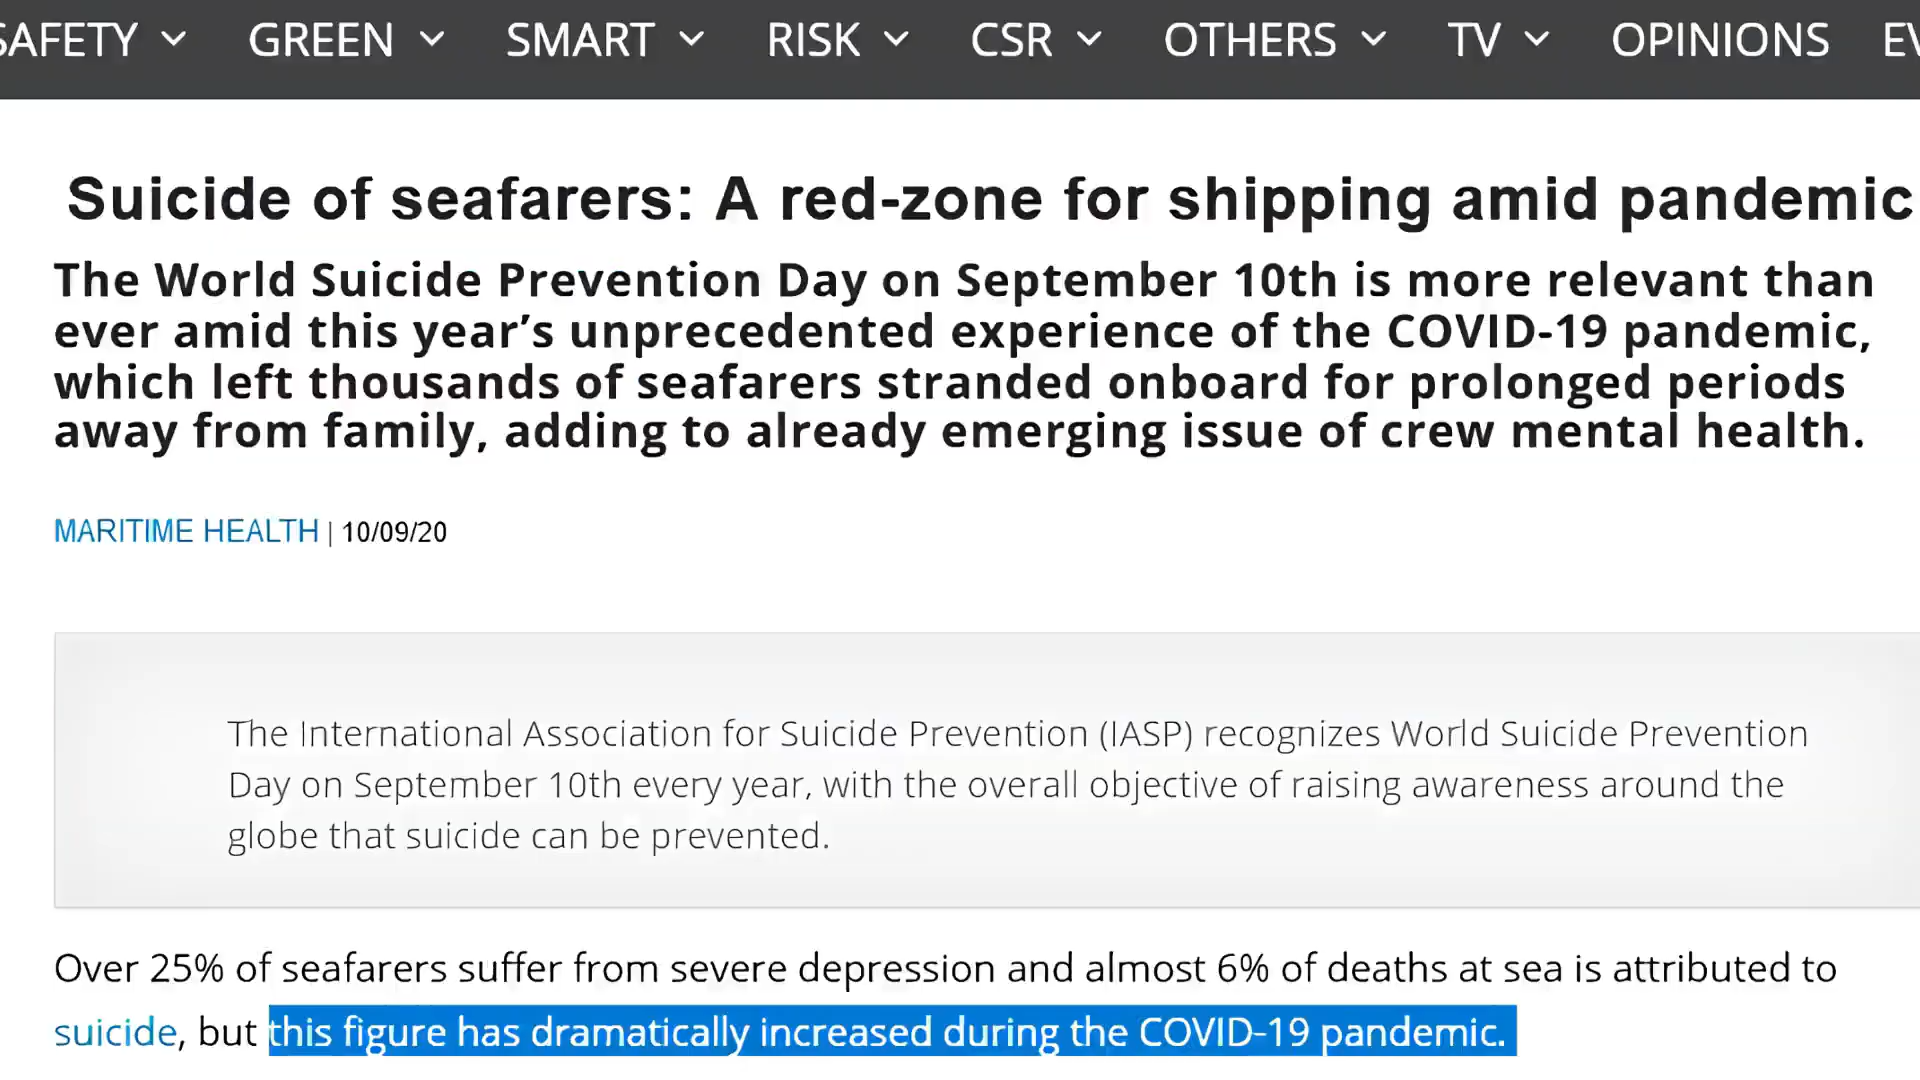 SAFETY GREEN SMART RISK CSR OTHERS TV OPINIONS
Suicide of seafarers: A red-zone for shipping amid pandemic
The World Suicide Prevention Day on September 10th is more relevant than
ever amid this year’s unprecedented experience of the COVID-19 pandemic,
which left thousands of seafarers stranded onboard for prolonged periods
away from family, adding to already emerging issue of crew mental health.
MARITIME HEALTH | 10/09/20
The International Association for Suicide Prevention (IASP) recognizes World Suicide Prevention
Day on September 10th every year, with the overall objective of raising awareness around the
globe that suicide can be prevented.
Over 25% of seafarers suffer from severe depression and almost 6% of deaths at sea is attributed to
suicide, but this figure has dramatically increased during the COVID-19 pandemic.